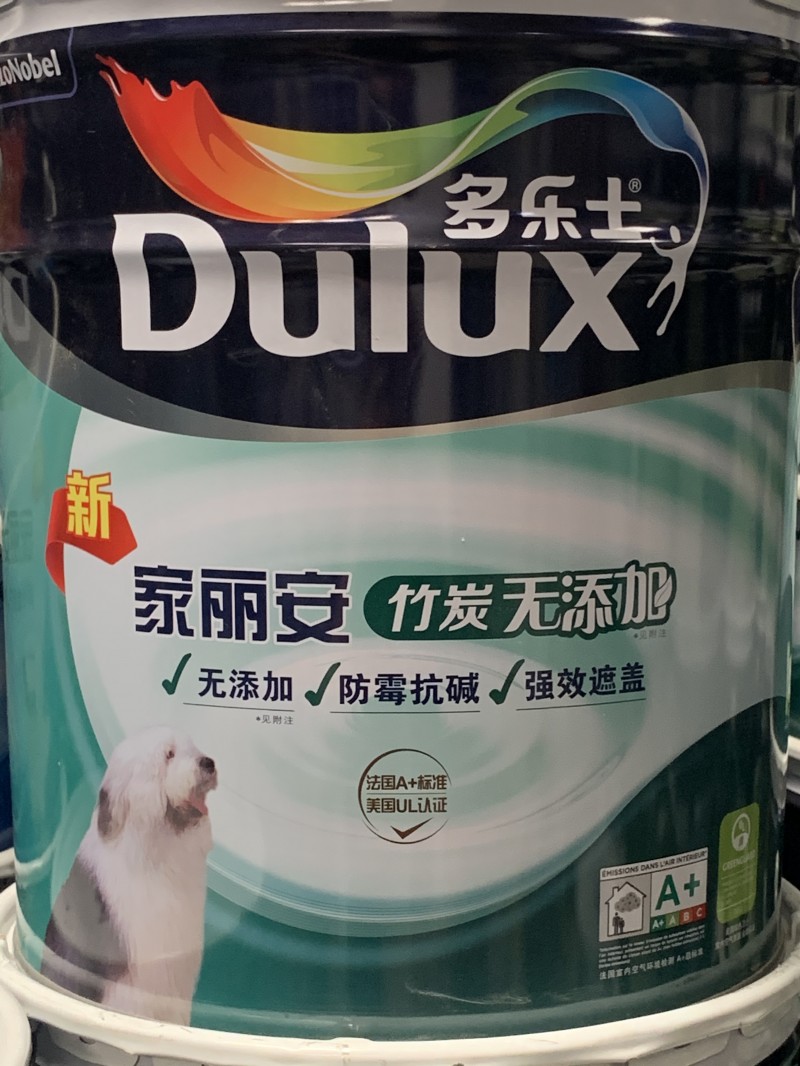 zoNobel
多乐士®
Dulux
新
家丽安 竹炭 无添加
*见附注
✓无添加 ✓防霉抗碱 ✓强效遮盖
*见附注
法国A+标准
美国UL认证
ÉMISSIONS DANS L'AIR INTÉRIEUR*
A+
A+ A B C
法国室内空气环境检测 A+级标准